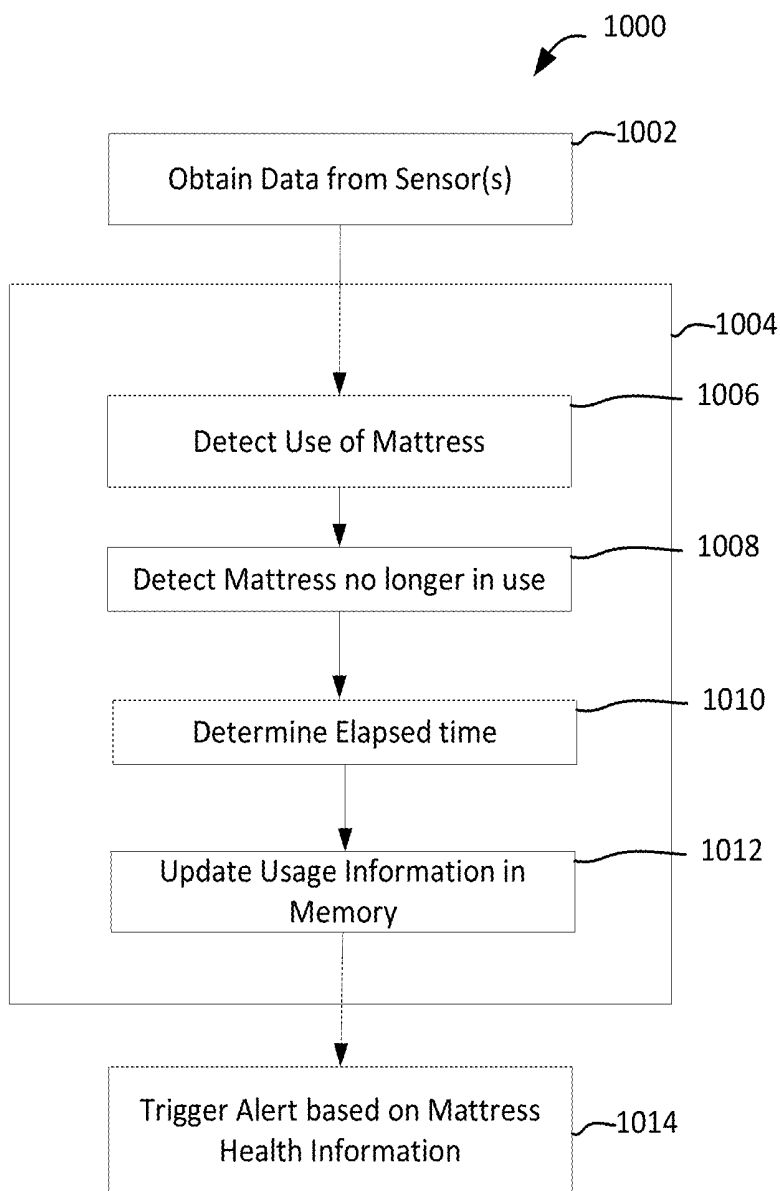 1000
1002
Obtain Data from Sensor(s)
1004
1006
Detect Use of Mattress
1008
Detect Mattress no longer in use
1010
Determine Elapsed time
1012
Update Usage Information in
Memory
Trigger Alert based on Mattress
Health Information
1014